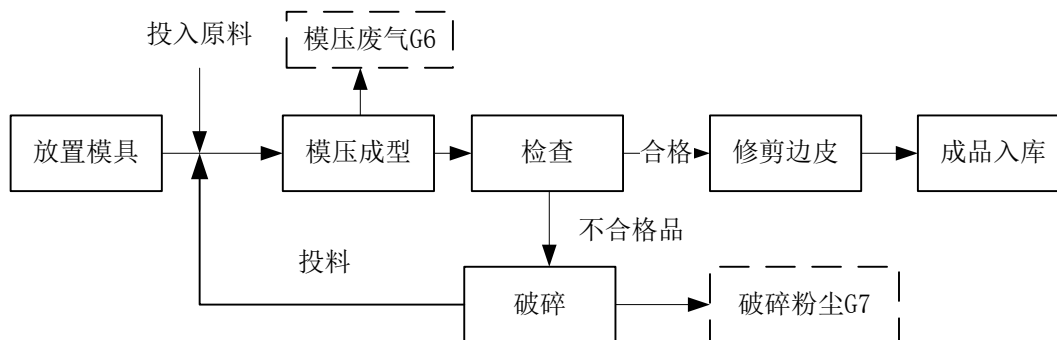 投入原料
模压废气G6
放置模具
模压成型
检查
合格
修剪边皮
成品入库
不合格品
投料
破碎
破碎粉尘G7